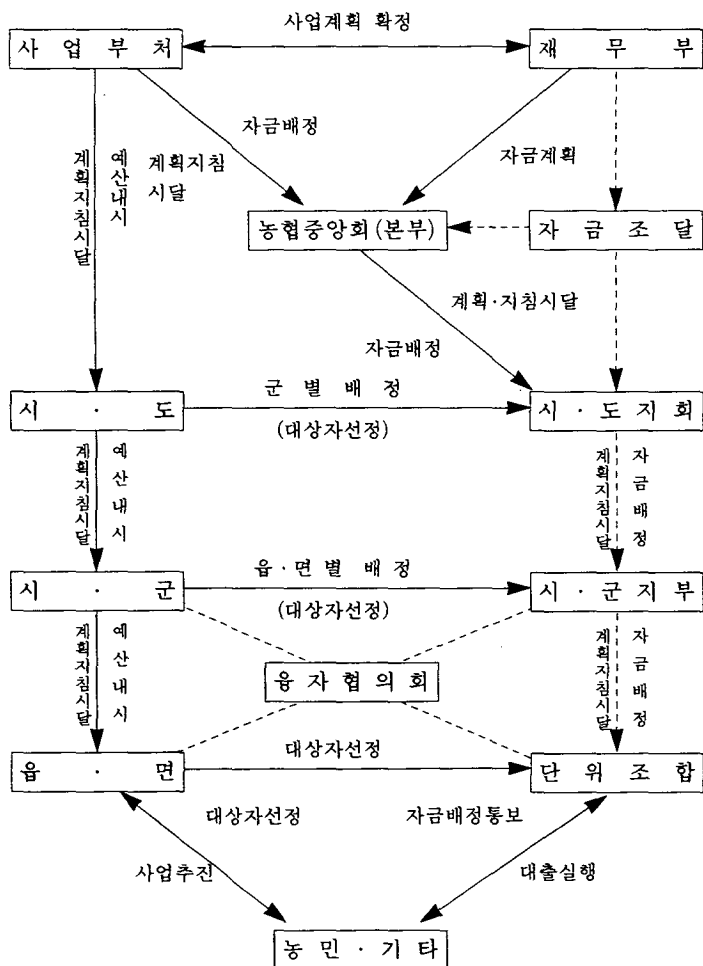 사업계획 확정
사 업 부 처
재 무 부
자금배정
자금계획
계획지침시달
예산내시
계획지침
시달
농협중앙회(본부)
자 금 조 달
계획·지침시달
자금배정
군 별 배 정
시 · 도
시 · 도지회
(대상자선정)
계획지침시달
예산내시
계획지침시달
자금배정
읍·면별 배정
시 · 군
시 · 군지부
(대상자선정)
계획지침시달
예산내시
계획지침시달
자금배정
융 자 협 의 회
대상자선정
읍 · 면
단 위 조 합
대상자선정
자금배정통보
사업추진
대출실행
농 민 · 기 타